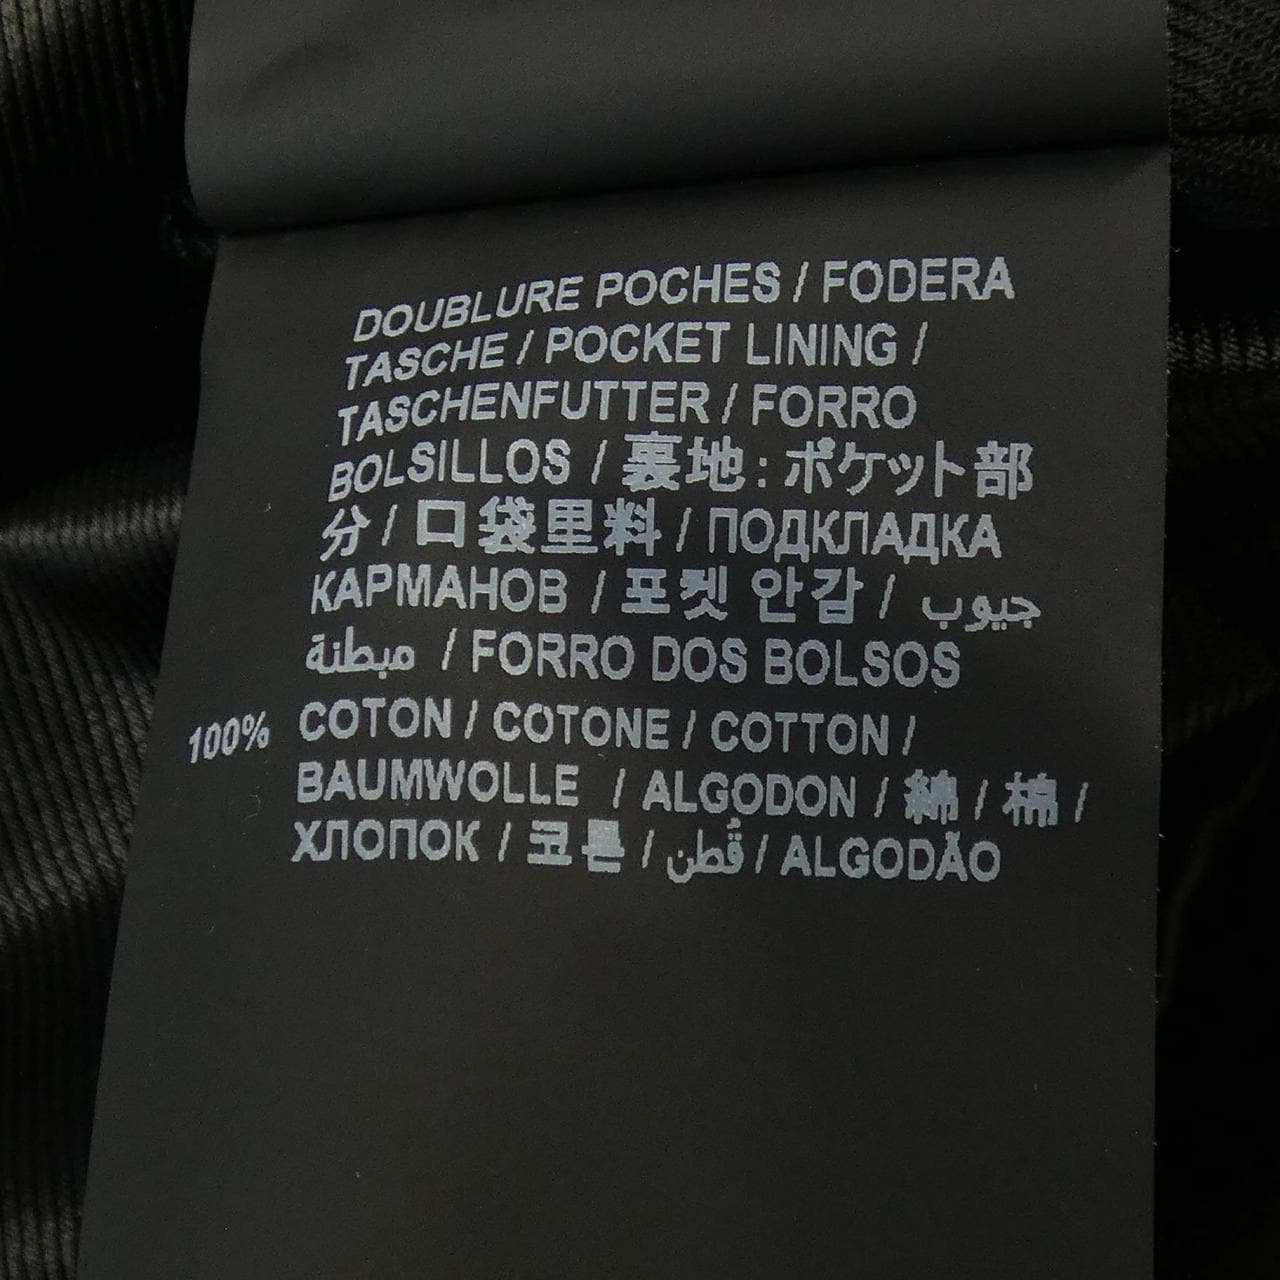 DOUBLURE POCHES / FODERA
TASCHE / POCKET LINING /
TASCHENFUTTER / FORRO
BOLSILLOS / 裏地:ポケット部
分 / 口袋里料 / ПОДКЛАДКА
КАРМАНОВ / 포켓 안감 / جيوب
مبطنة / FORRO DOS BOLSOS
100% COTON / COTONE / COTTON /
BAUMWOLLE / ALGODON / 綿 / 棉 /
ХЛОПОК / 코튼 / قُطن / ALGODÃO